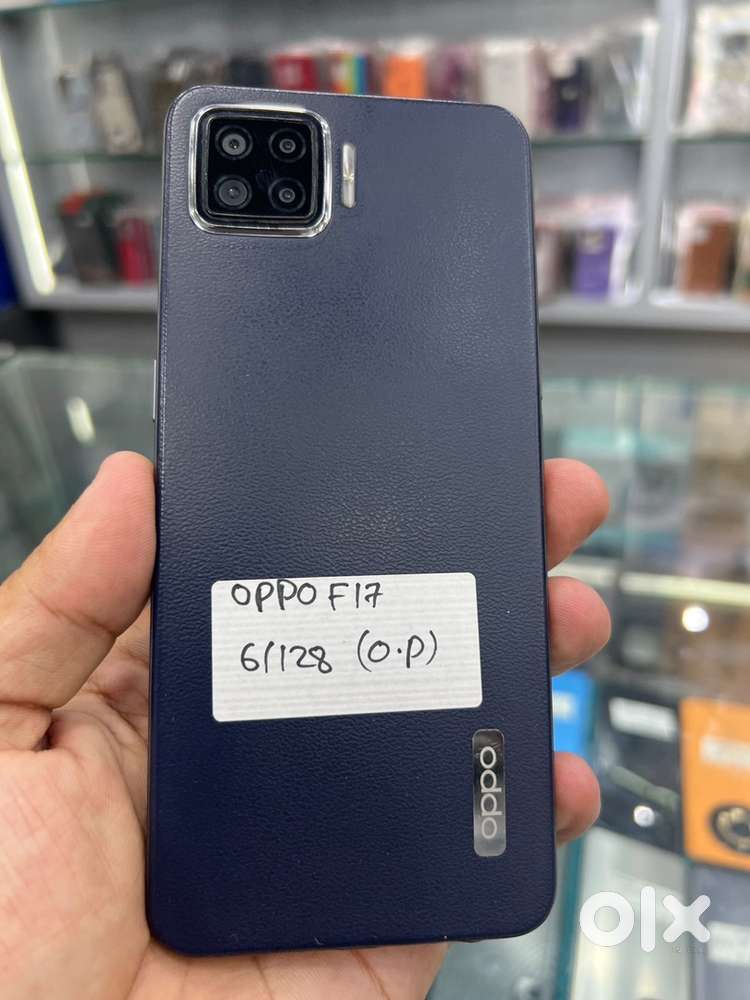 OPPO F17
6/128 (O.P)
oppo
olx